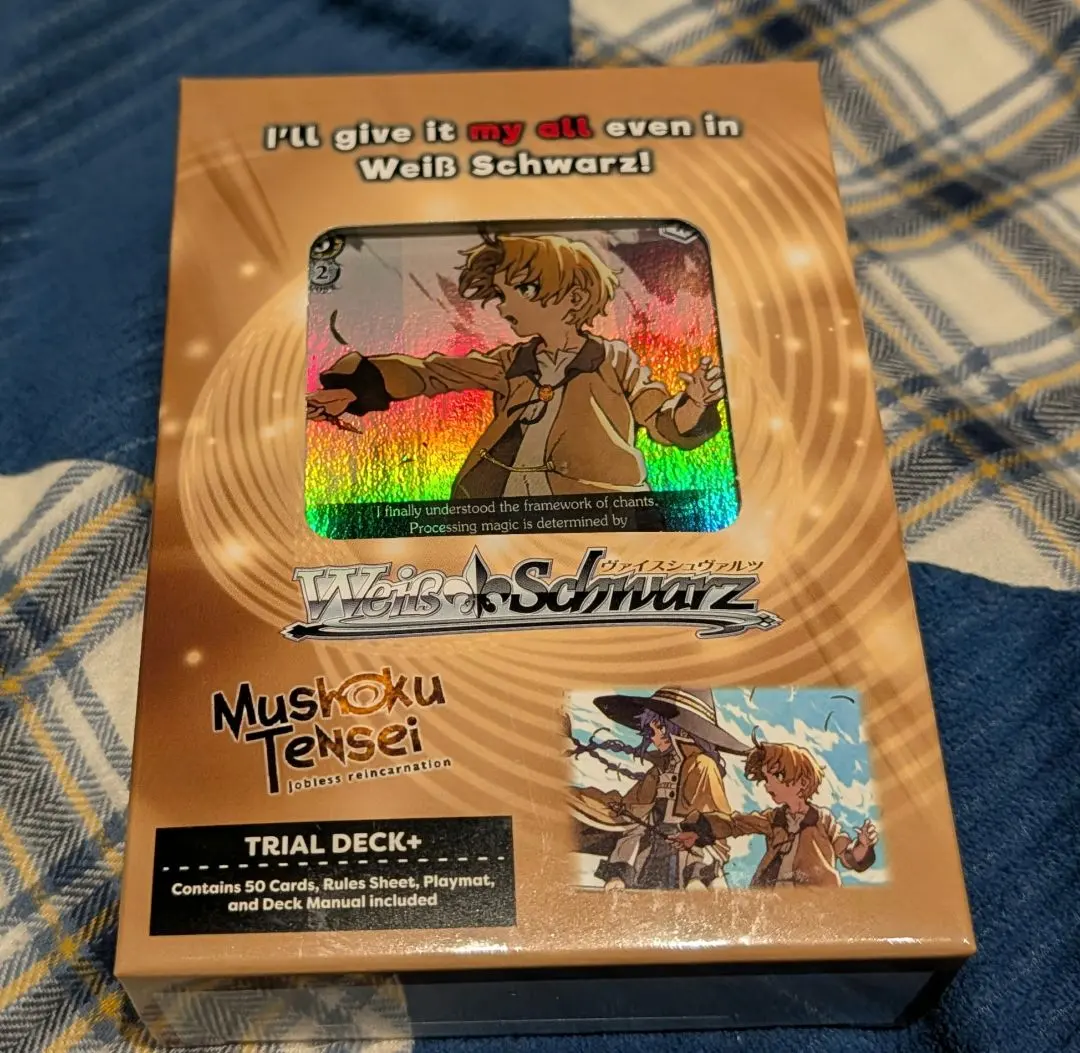 I'll give it my all even in
Weiß Schwarz!
2
I finally understood the framework of chants.
Processing magic is determined by
ヴァイスシュヴァルツ
Weiß Schwarz
Mushoku
Tensei
jobless reincarnation
TRIAL DECK+
Contains 50 Cards, Rules Sheet, Playmat,
and Deck Manual included